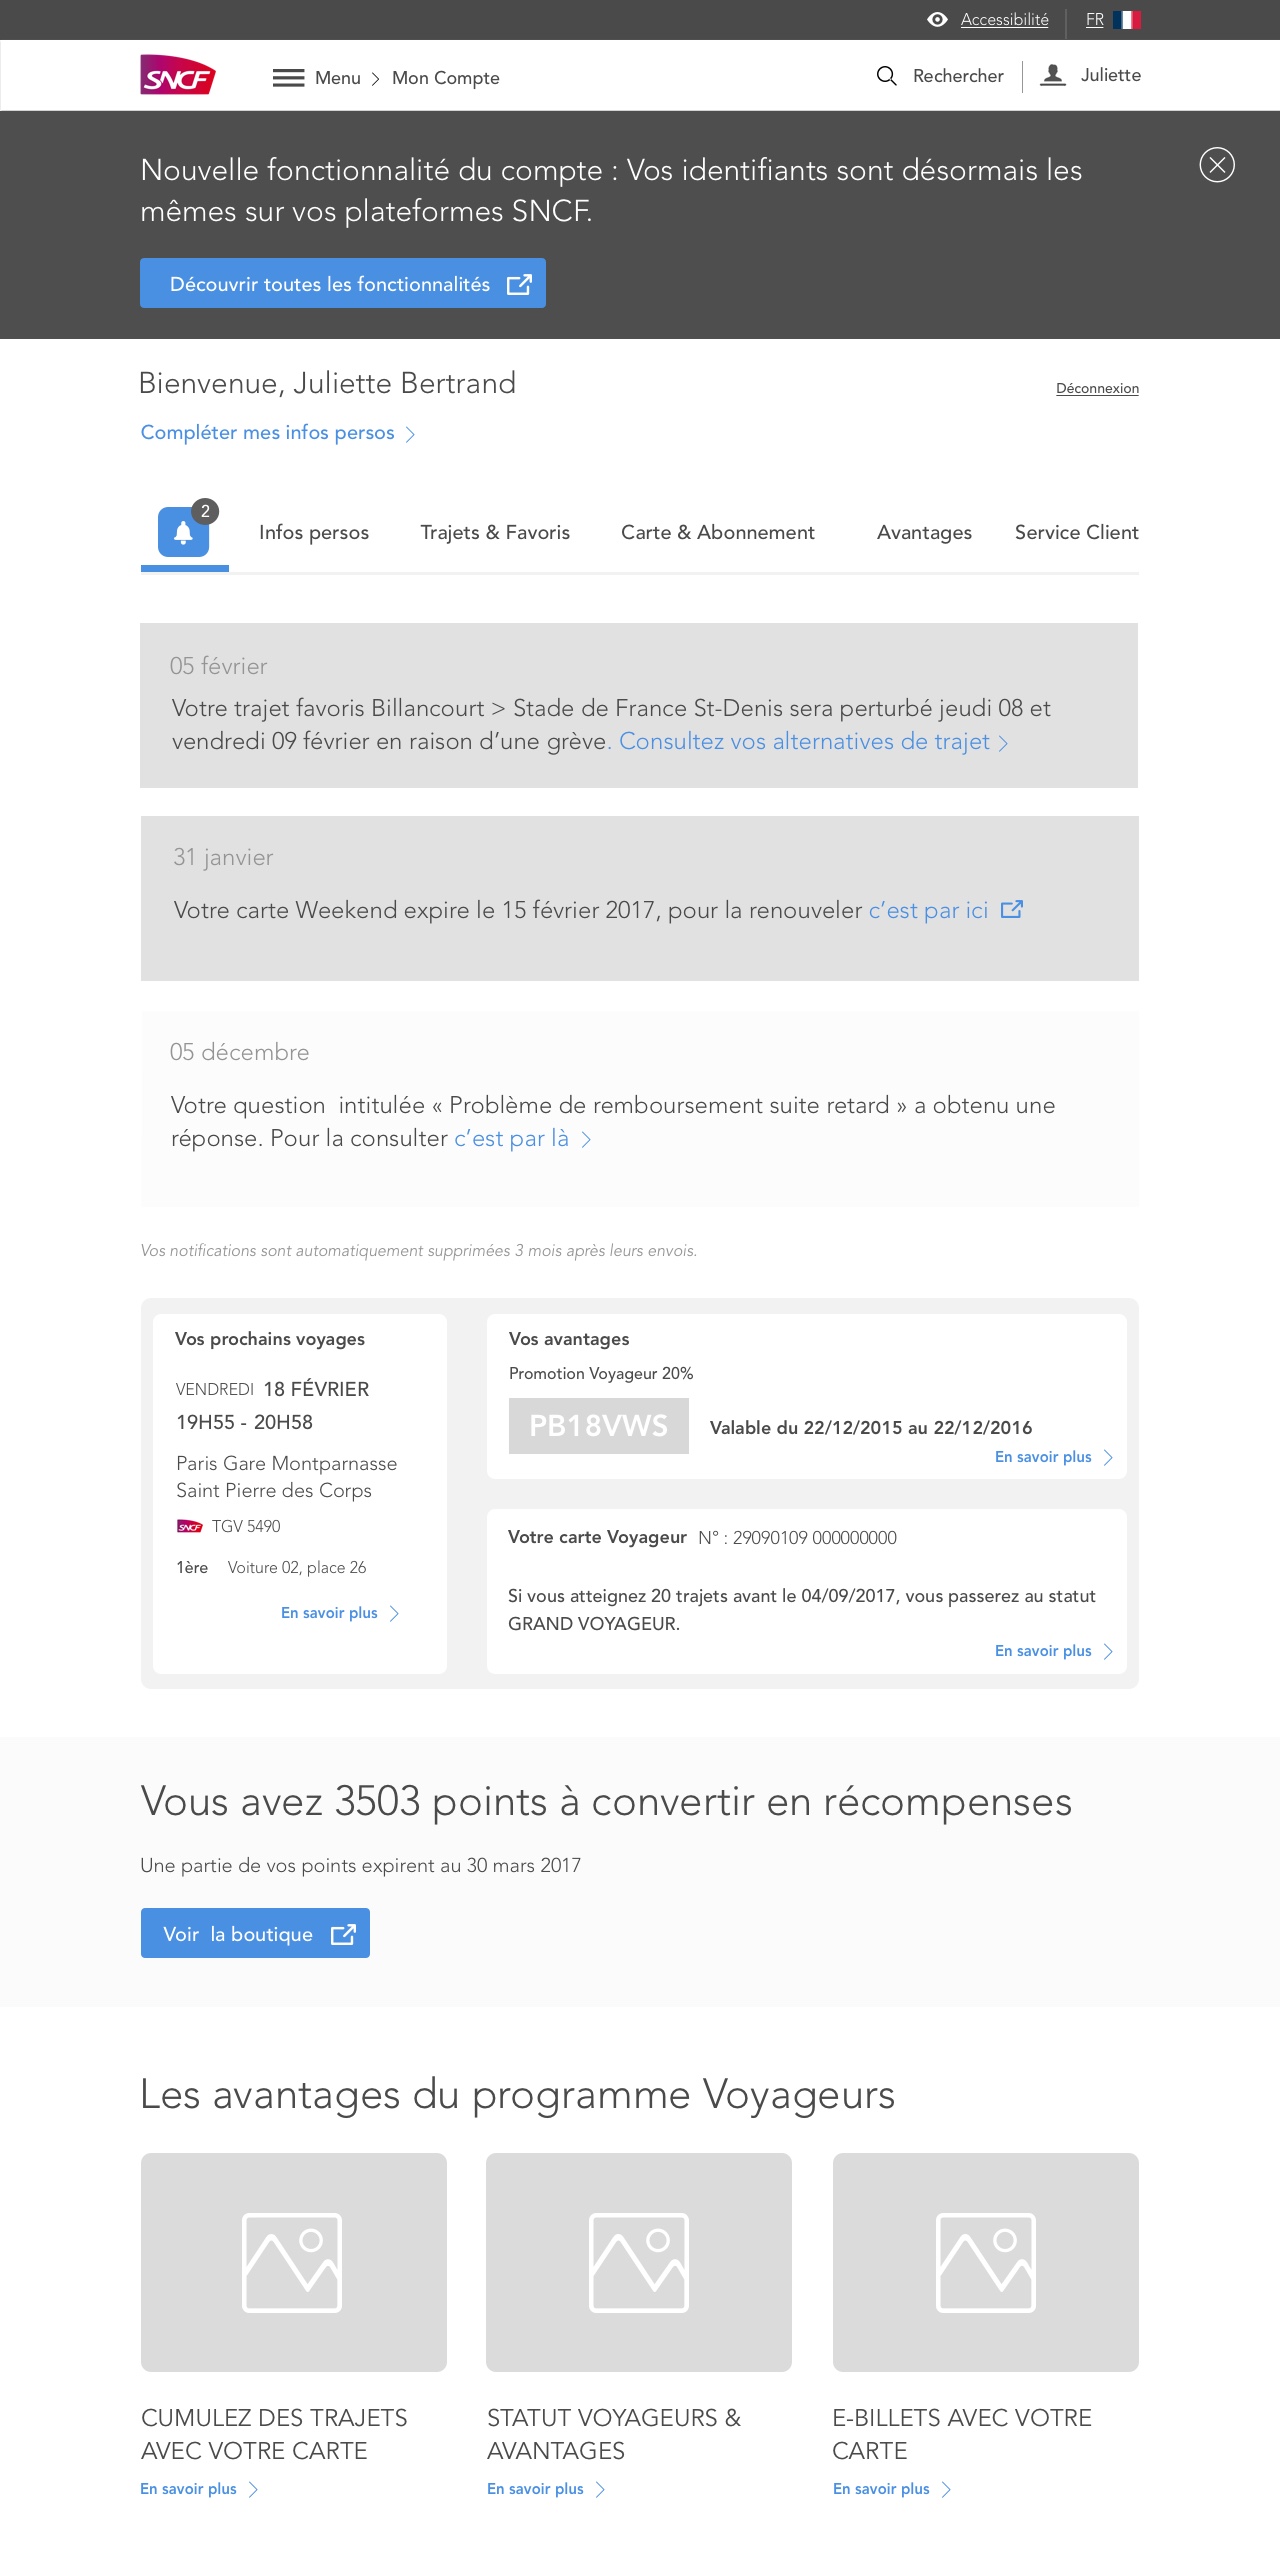 Accessibilité FR
SNCF Menu Mon Compte Rechercher Juliette
Nouvelle fonctionnalité du compte : Vos identifiants sont désormais les
mêmes sur vos plateformes SNCF.
Découvrir toutes les fonctionnalités
Bienvenue, Juliette Bertrand
Déconnexion
Compléter mes infos persos
2
Infos persos Trajets & Favoris Carte & Abonnement Avantages Service Client
05 février
Votre trajet favoris Billancourt > Stade de France St-Denis sera perturbé jeudi 08 et
vendredi 09 février en raison d’une grève. Consultez vos alternatives de trajet
31 janvier
Votre carte Weekend expire le 15 février 2017, pour la renouveler c’est par ici
05 décembre
Votre question intitulée « Problème de remboursement suite retard » a obtenu une
réponse. Pour la consulter c’est par là
Vos notifications sont automatiquement supprimées 3 mois après leurs envois.
Vos prochains voyages
VENDREDI 18 FÉVRIER
19H55 - 20H58
Paris Gare Montparnasse
Saint Pierre des Corps
SNCF TGV 5490
1ère Voiture 02, place 26
En savoir plus
Vos avantages
Promotion Voyageur 20%
PB18VWS Valable du 22/12/2015 au 22/12/2016
En savoir plus
Votre carte Voyageur N° : 29090109 000000000
Si vous atteignez 20 trajets avant le 04/09/2017, vous passerez au statut
GRAND VOYAGEUR.
En savoir plus
Vous avez 3503 points à convertir en récompenses
Une partie de vos points expirent au 30 mars 2017
Voir la boutique
Les avantages du programme Voyageurs
CUMULEZ DES TRAJETS
AVEC VOTRE CARTE
En savoir plus
STATUT VOYAGEURS &
AVANTAGES
En savoir plus
E-BILLETS AVEC VOTRE
CARTE
En savoir plus